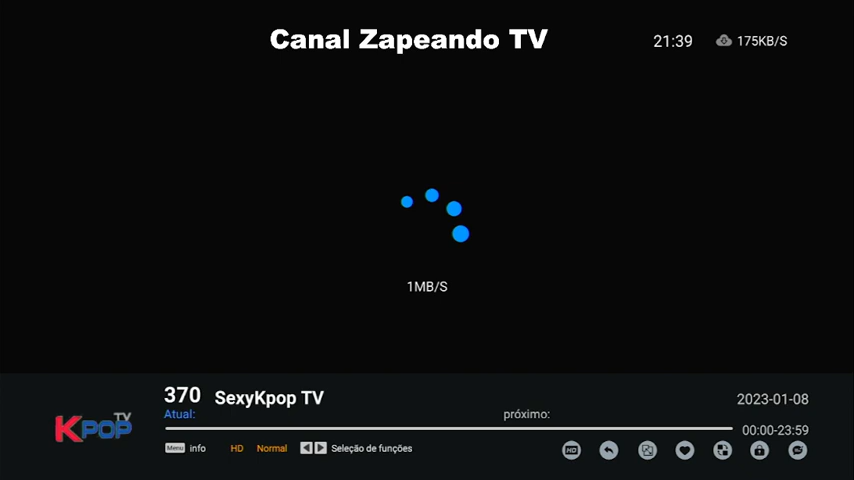 Canal Zapeando TV
21:39
175KB/S
1MB/S
370 SexyKpop TV
2023-01-08
Atual:
próximo:
KPOP TV
00:00-23:59
Menu info HD Normal Seleção de funções
HD